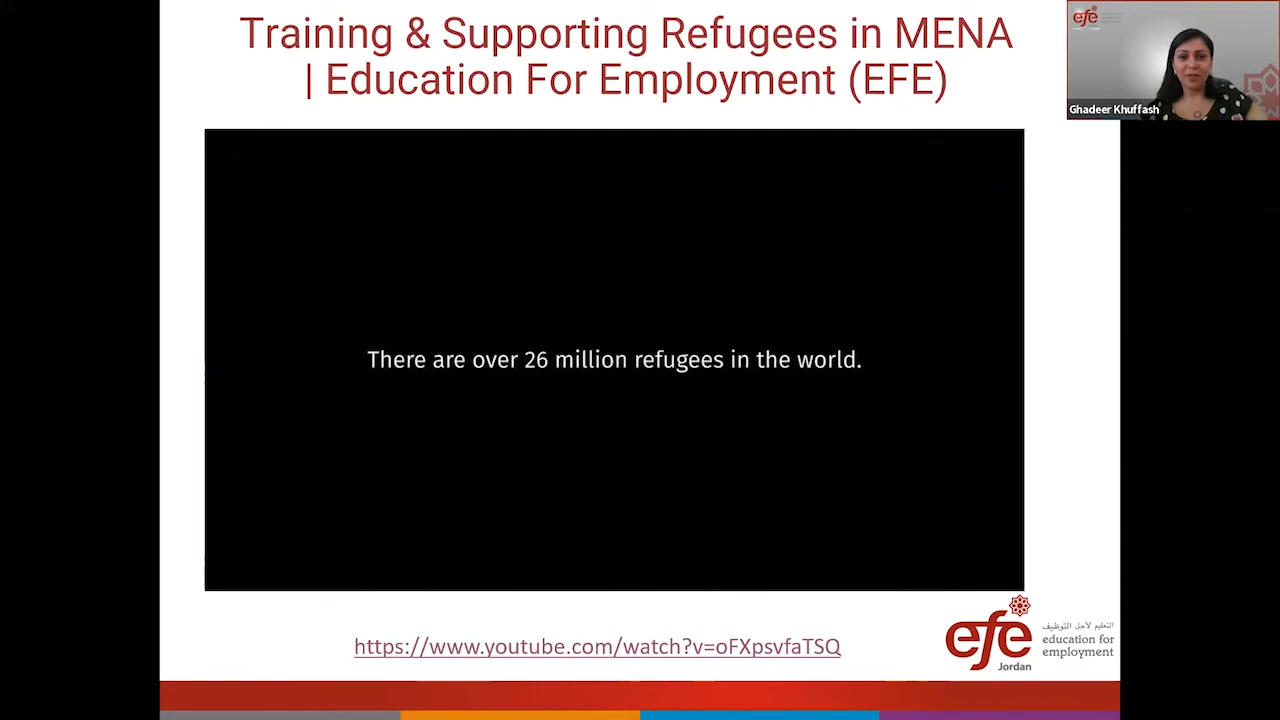 Training & Supporting Refugees in MENA
| Education For Employment (EFE)
efe
Ghadeer Khuffash
There are over 26 million refugees in the world.
https://www.youtube.com/watch?v=oFXpsvfaTSQ
efe
Jordan
التعليم لأجل التوظيف
education for
employment